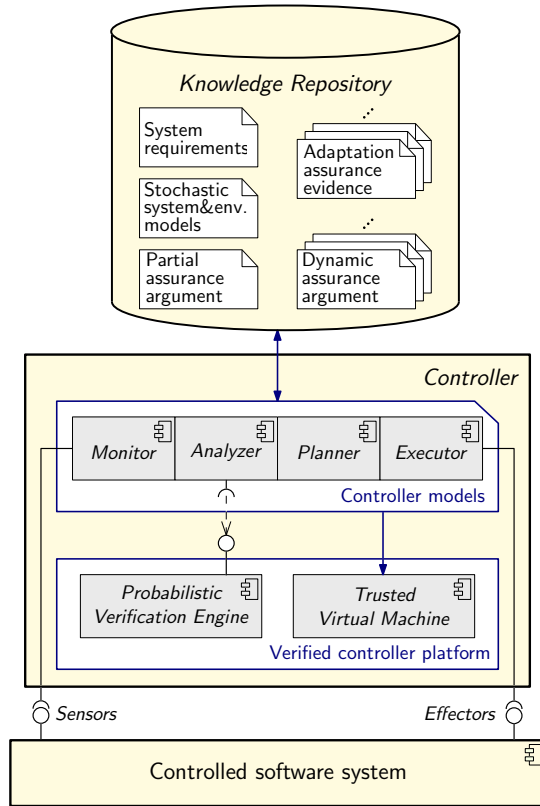 Knowledge Repository
System
requirements
Stochastic
system&env.
models
Partial
assurance
argument
...
Adaptation
assurance
evidence
...
Dynamic
assurance
argument
Controller
Monitor
Analyzer
Planner
Executor
Controller models
Probabilistic
Verification Engine
Trusted
Virtual Machine
Verified controller platform
Sensors
Effectors
Controlled software system